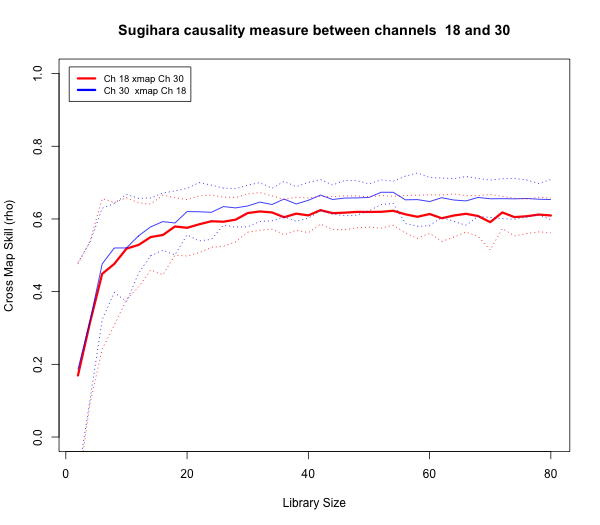 Sugihara causality measure between channels  18 and 30
Ch 18 xmap Ch 30
Ch 30  xmap Ch 18
Cross Map Skill (rho)
1.0
0.8
0.6
0.4
0.2
0.0
0 20 40 60 80
Library Size